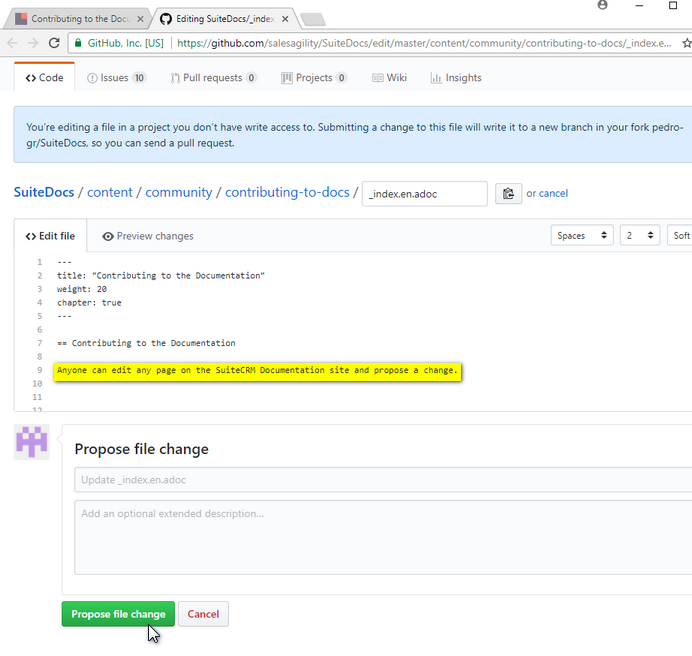 Contributing to the Docu
Editing SuiteDocs/_index
GitHub, Inc. [US] https://github.com/salesagility/SuiteDocs/edit/master/content/community/contributing-to-docs/_index.e...
Code Issues 10 Pull requests 0 Projects 0 Wiki Insights
You're editing a file in a project you don't have write access to. Submitting a change to this file will write it to a new branch in your fork pedro-
gr/SuiteDocs, so you can send a pull request.
SuiteDocs / content / community / contributing-to-docs / _index.en.adoc or cancel
Edit file Preview changes Spaces 2 Soft
1 ---
2 title: "Contributing to the Documentation"
3 weight: 20
4 chapter: true
5 ---
6
7 == Contributing to the Documentation
8
9 Anyone can edit any page on the SuiteCRM Documentation site and propose a change.
10
11
12
Propose file change
Update _index.en.adoc
Add an optional extended description...
Propose file change Cancel